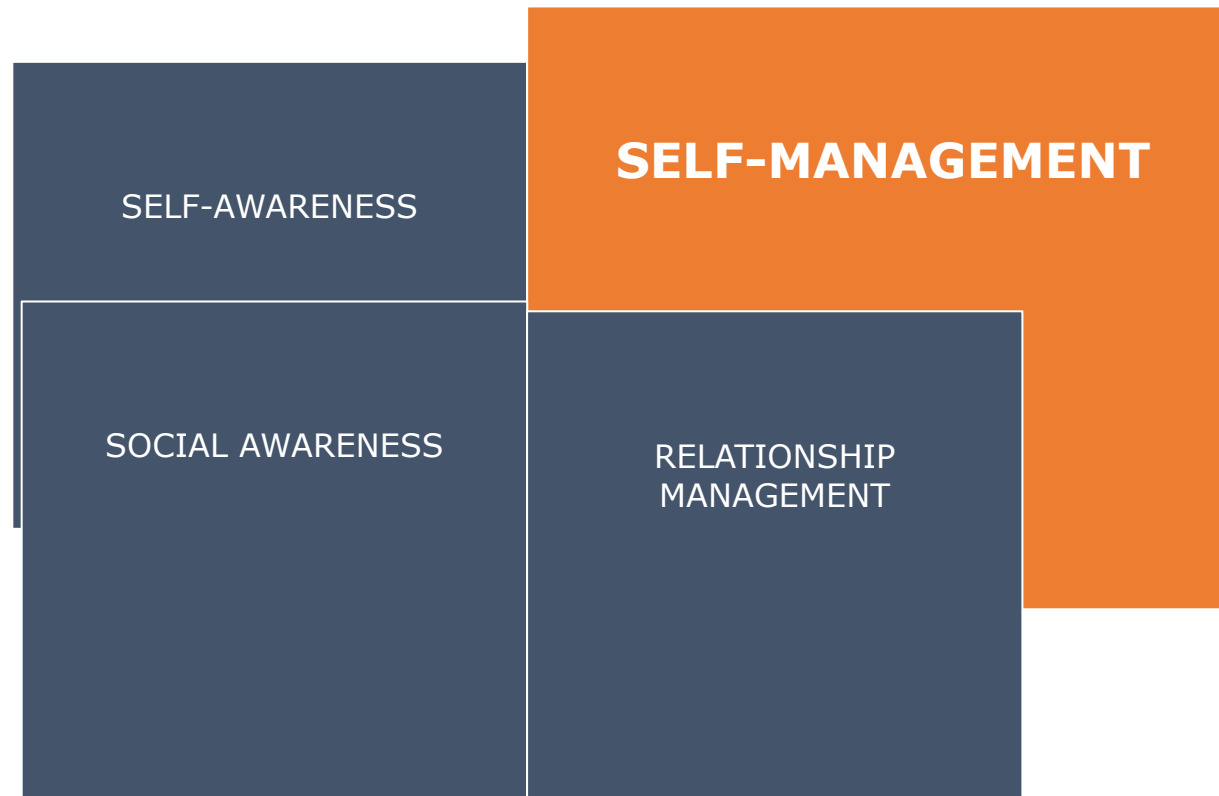 SELF-MANAGEMENT
SELF-AWARENESS
SOCIAL AWARENESS
RELATIONSHIP
MANAGEMENT